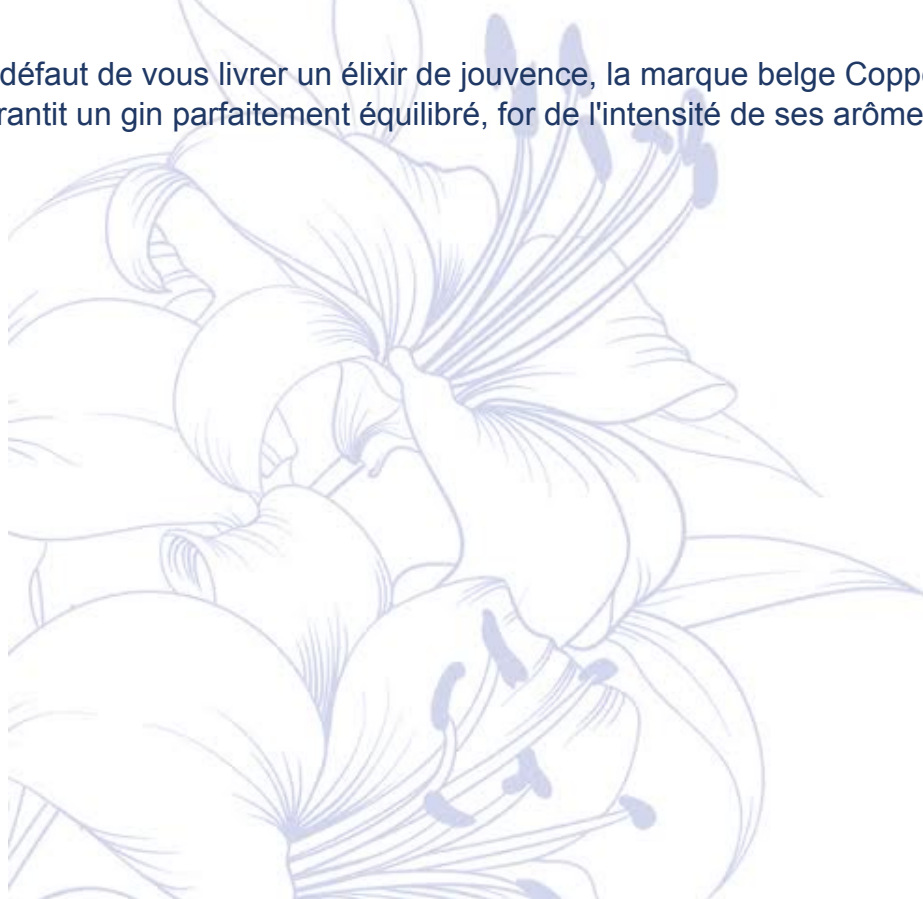 défaut de vous livrer un élixir de jouvence, la marque belge Copp
rantit un gin parfaitement équilibré, for de l'intensité de ses arôme